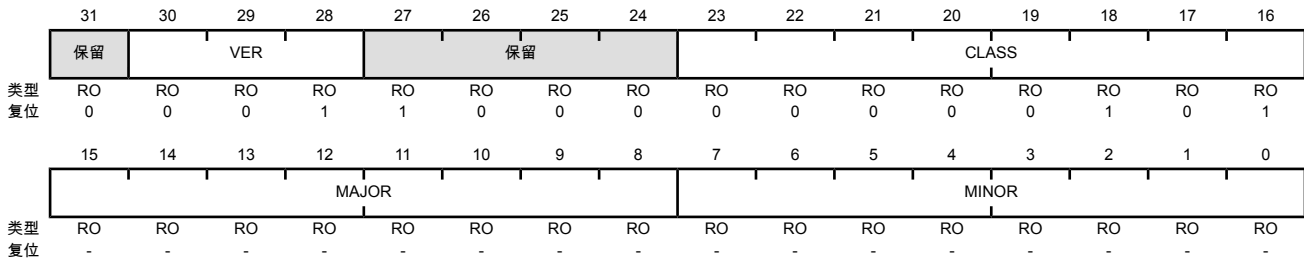 31 30 29 28 27 26 25 24 23 22 21 20 19 18 17 16
保留 VER 保留 CLASS
类型 RO RO RO RO RO RO RO RO RO RO RO RO RO RO RO RO
复位 0 0 0 1 1 0 0 0 0 0 0 0 0 1 0 1
15 14 13 12 11 10 9 8 7 6 5 4 3 2 1 0
MAJOR MINOR
类型 RO RO RO RO RO RO RO RO RO RO RO RO RO RO RO RO
复位 - - - - - - - - - - - - - - - -